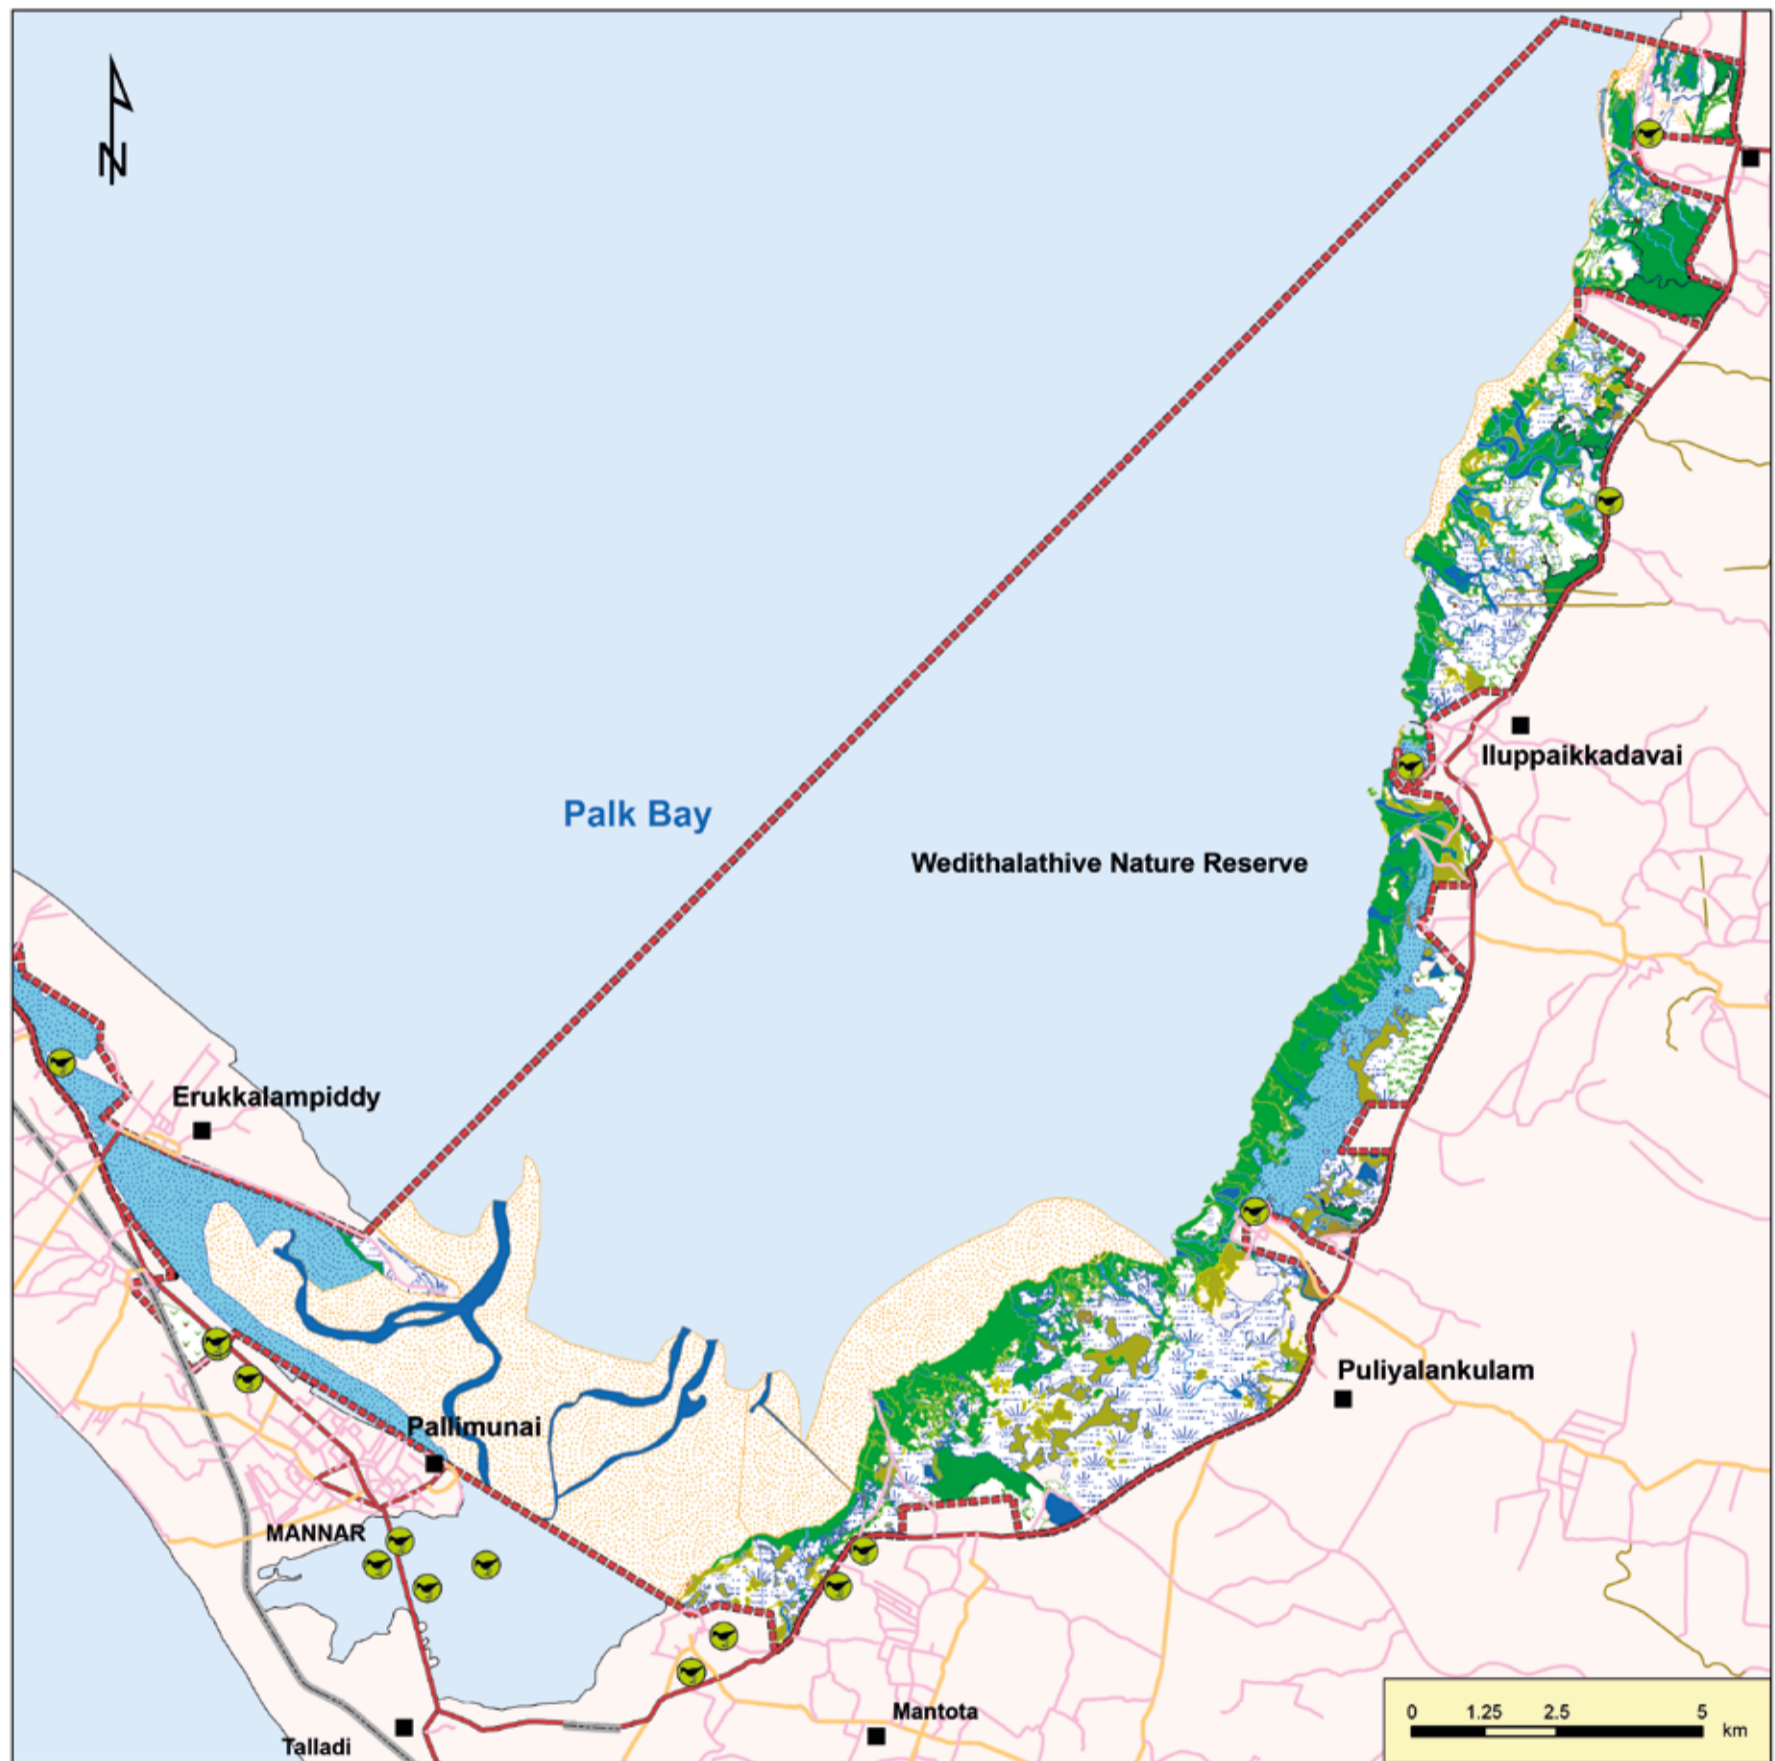 N
Iluppaikkadavai
Palk Bay
Wedithalathive Nature Reserve
Erukkalampiddy
Puliyalankulam
Pallimunai
MANNAR
Mantota
Talladi
0 1.25 2.5 5
km